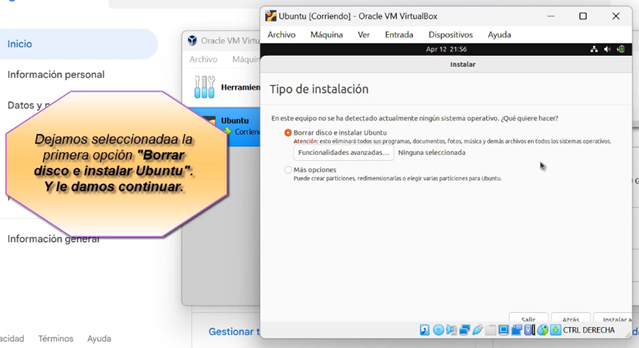 Ubuntu [Corriendo] - Oracle VM VirtualBox
Archivo Máquina Ver Entrada Dispositivos Ayuda
Apr 12 21:56
Instalar
Tipo de instalación
En este equipo no se ha detectado actualmente ningún sistema operativo. ¿Qué quiere hacer?
Borrar disco e instalar Ubuntu
Atención: esto eliminará todos sus programas, documentos, fotos, música y demás archivos en todos los sistemas operativos.
Funcionalidades avanzadas... Ninguna seleccionada
Más opciones
Puede crear particiones, redimensionarlas o elegir varias particiones para Ubuntu.
Salir Atrás Instalar a
CTRL DERECHA
Oracle VM VirtualBox
Archivo Máquin
Herramien
Ubuntu
Corriendo
Inicio
Información personal
Datos y
Dejamos seleccionadaa la
primera opción "Borrar
disco e instalar Ubuntu".
Y le damos continuar.
Información general
acidad Términos Ayuda
Gestionar t